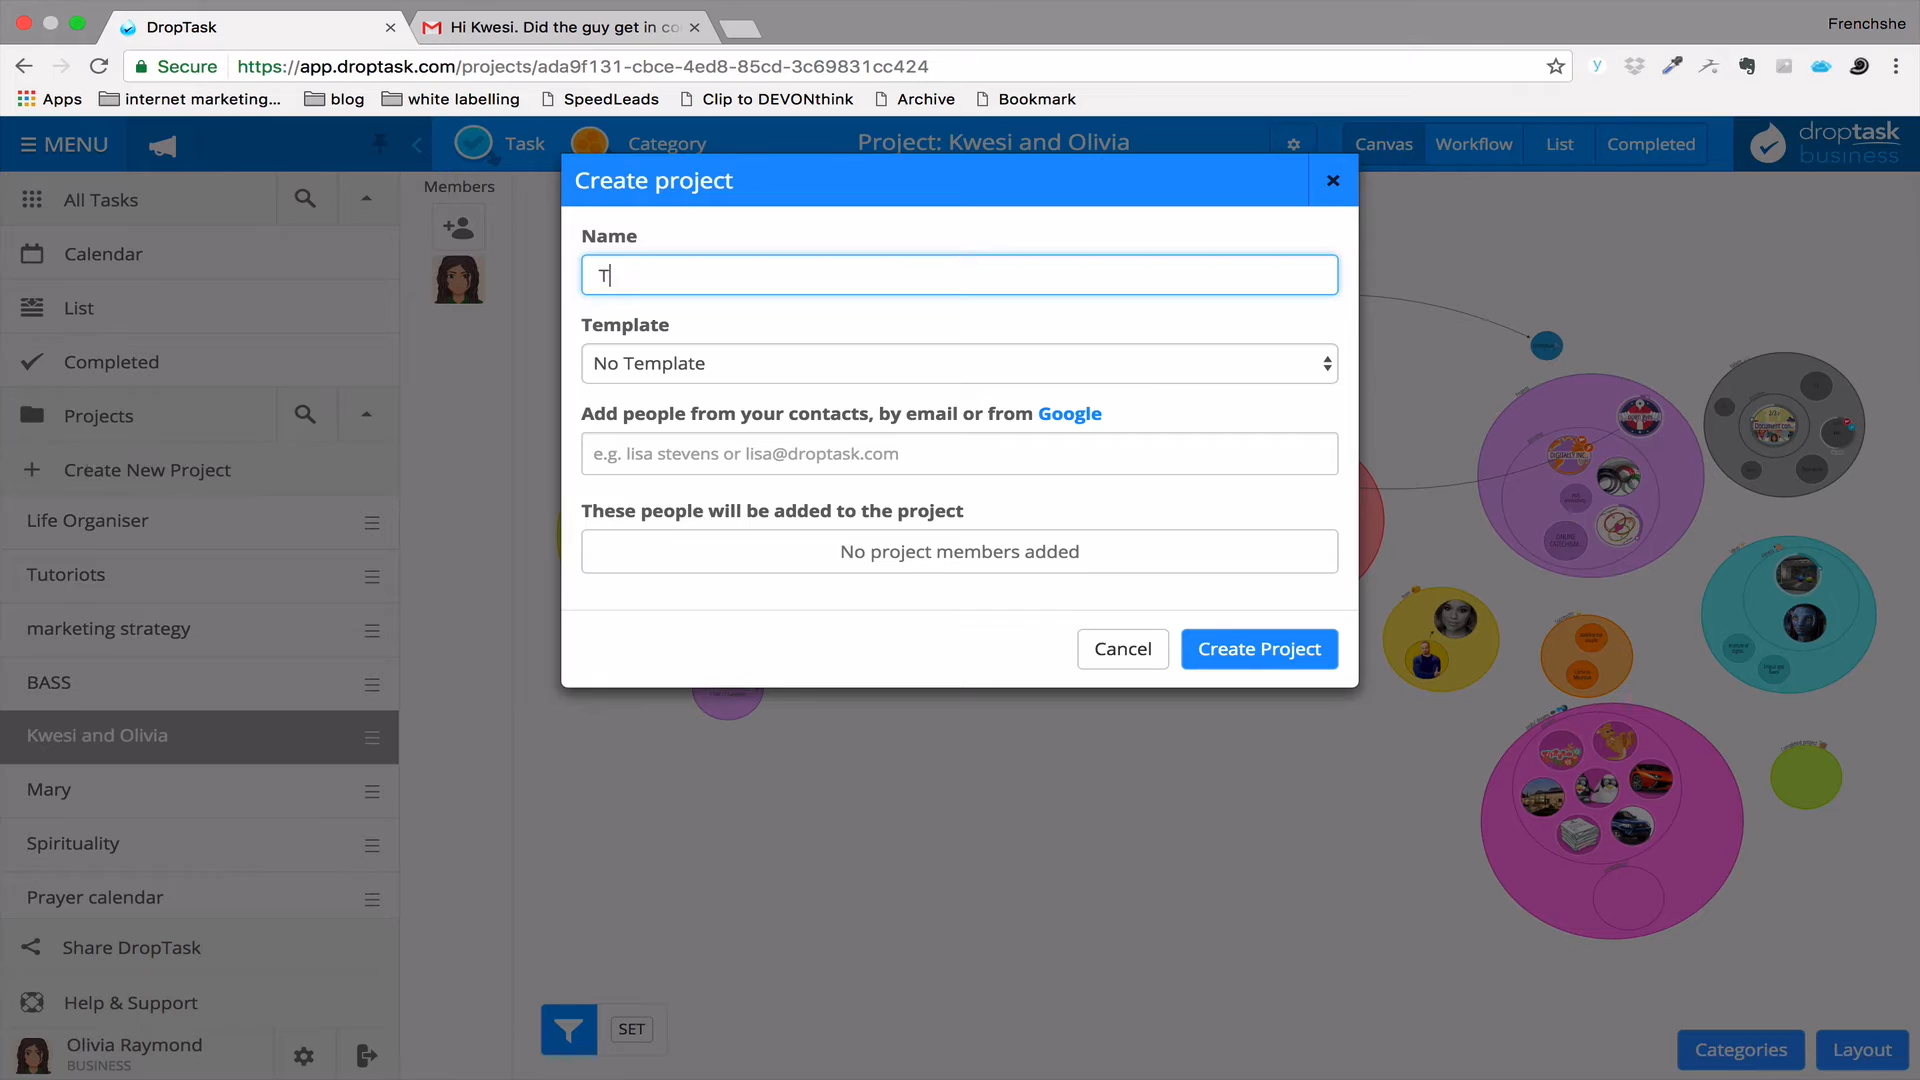 DropTask
Hi Kwesi. Did the guy get in co
Frenchshe
Secure
https://app.droptask.com/projects/ada9f131-cbce-4ed8-85cd-3c69831cc424
Apps
internet marketing...
blog
white labelling
SpeedLeads
Clip to DEVONthink
Archive
Bookmark
MENU
Task
Category
Project: Kwesi and Olivia
Canvas
Workflow
List
Completed
droptask
business
All Tasks
Calendar
List
Completed
Projects
Create New Project
Life Organiser
Tutoriots
marketing strategy
BASS
Kwesi and Olivia
Mary
Spirituality
Prayer calendar
Share DropTask
Help & Support
Olivia Raymond
BUSINESS
Members
Create project
Name
T
Template
No Template
Add people from your contacts, by email or from Google
e.g. lisa stevens or lisa@droptask.com
These people will be added to the project
No project members added
Cancel
Create Project
SET
Categories
Layout